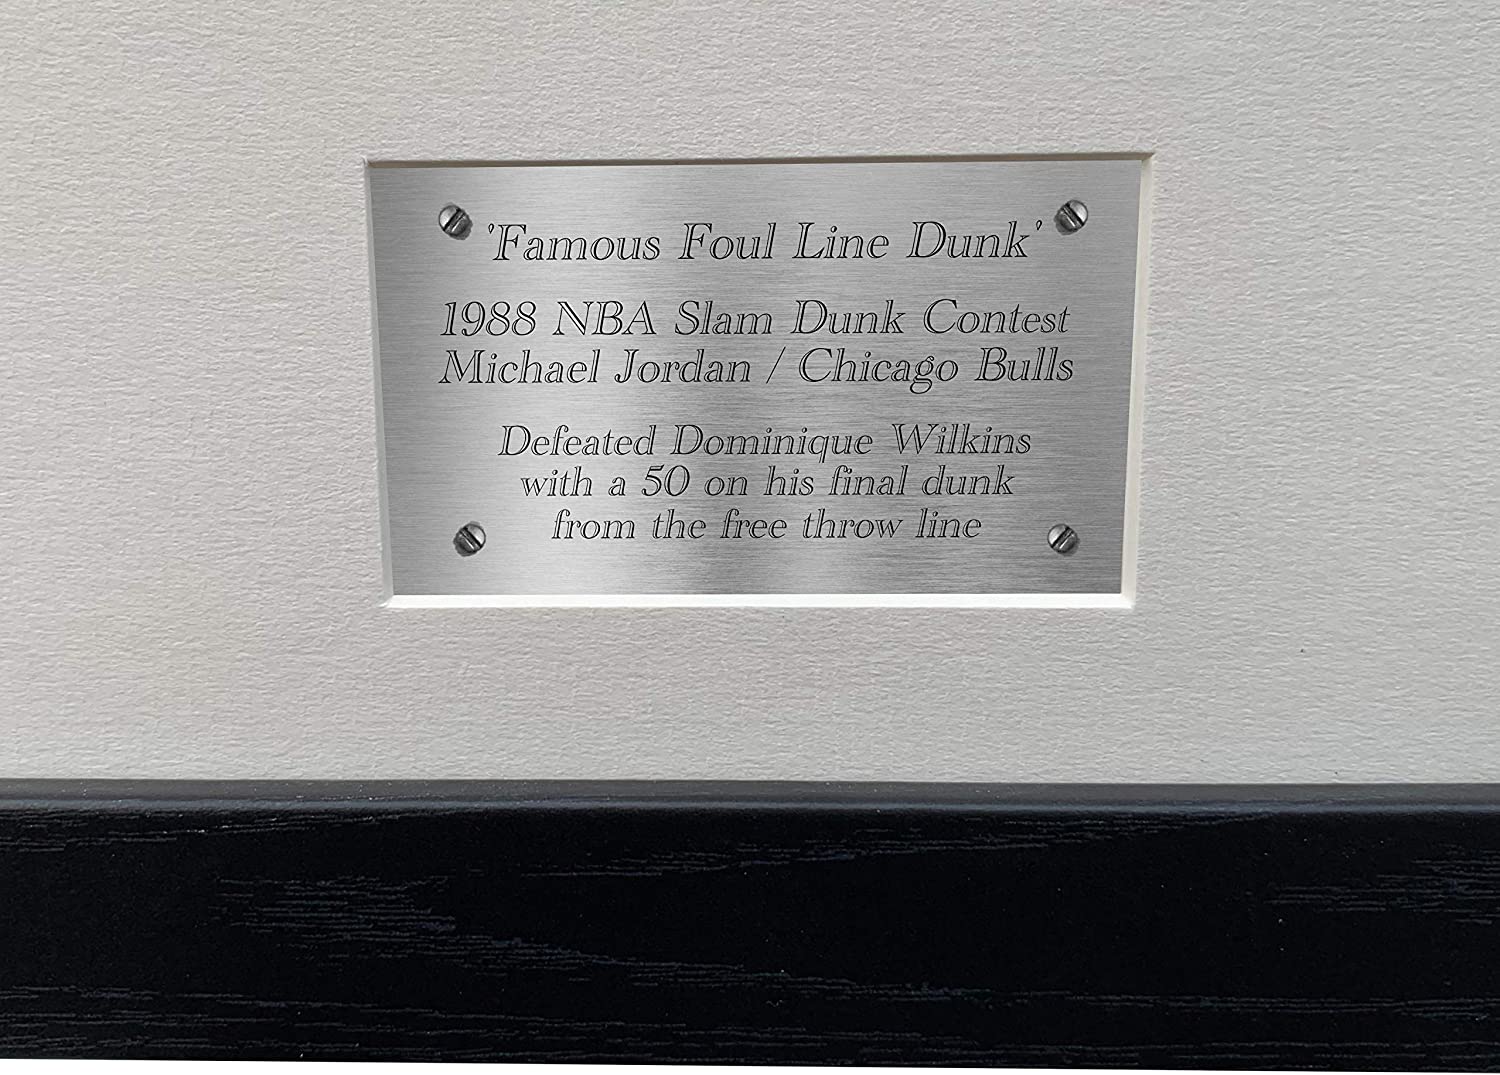 'Famous Foul Line Dunk'
1988 NBA Slam Dunk Contest
Michael Jordan / Chicago Bulls
Defeated Dominique Wilkins
with a 50 on his final dunk
from the free throw line